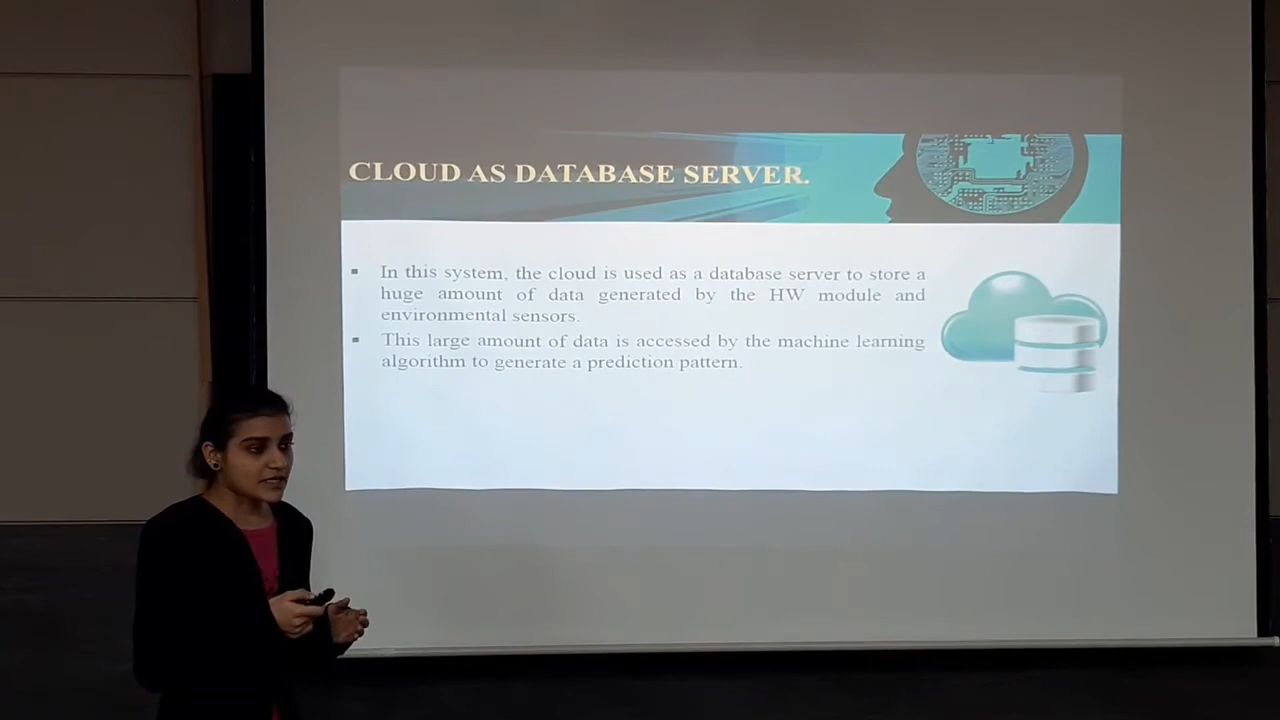 CLOUD AS DATABASE SERVER.
In this system, the cloud is used as a database server to store a
huge amount of data generated by the HW module and
environmental sensors.
This large amount of data is accessed by the machine learning
algorithm to generate a prediction pattern.